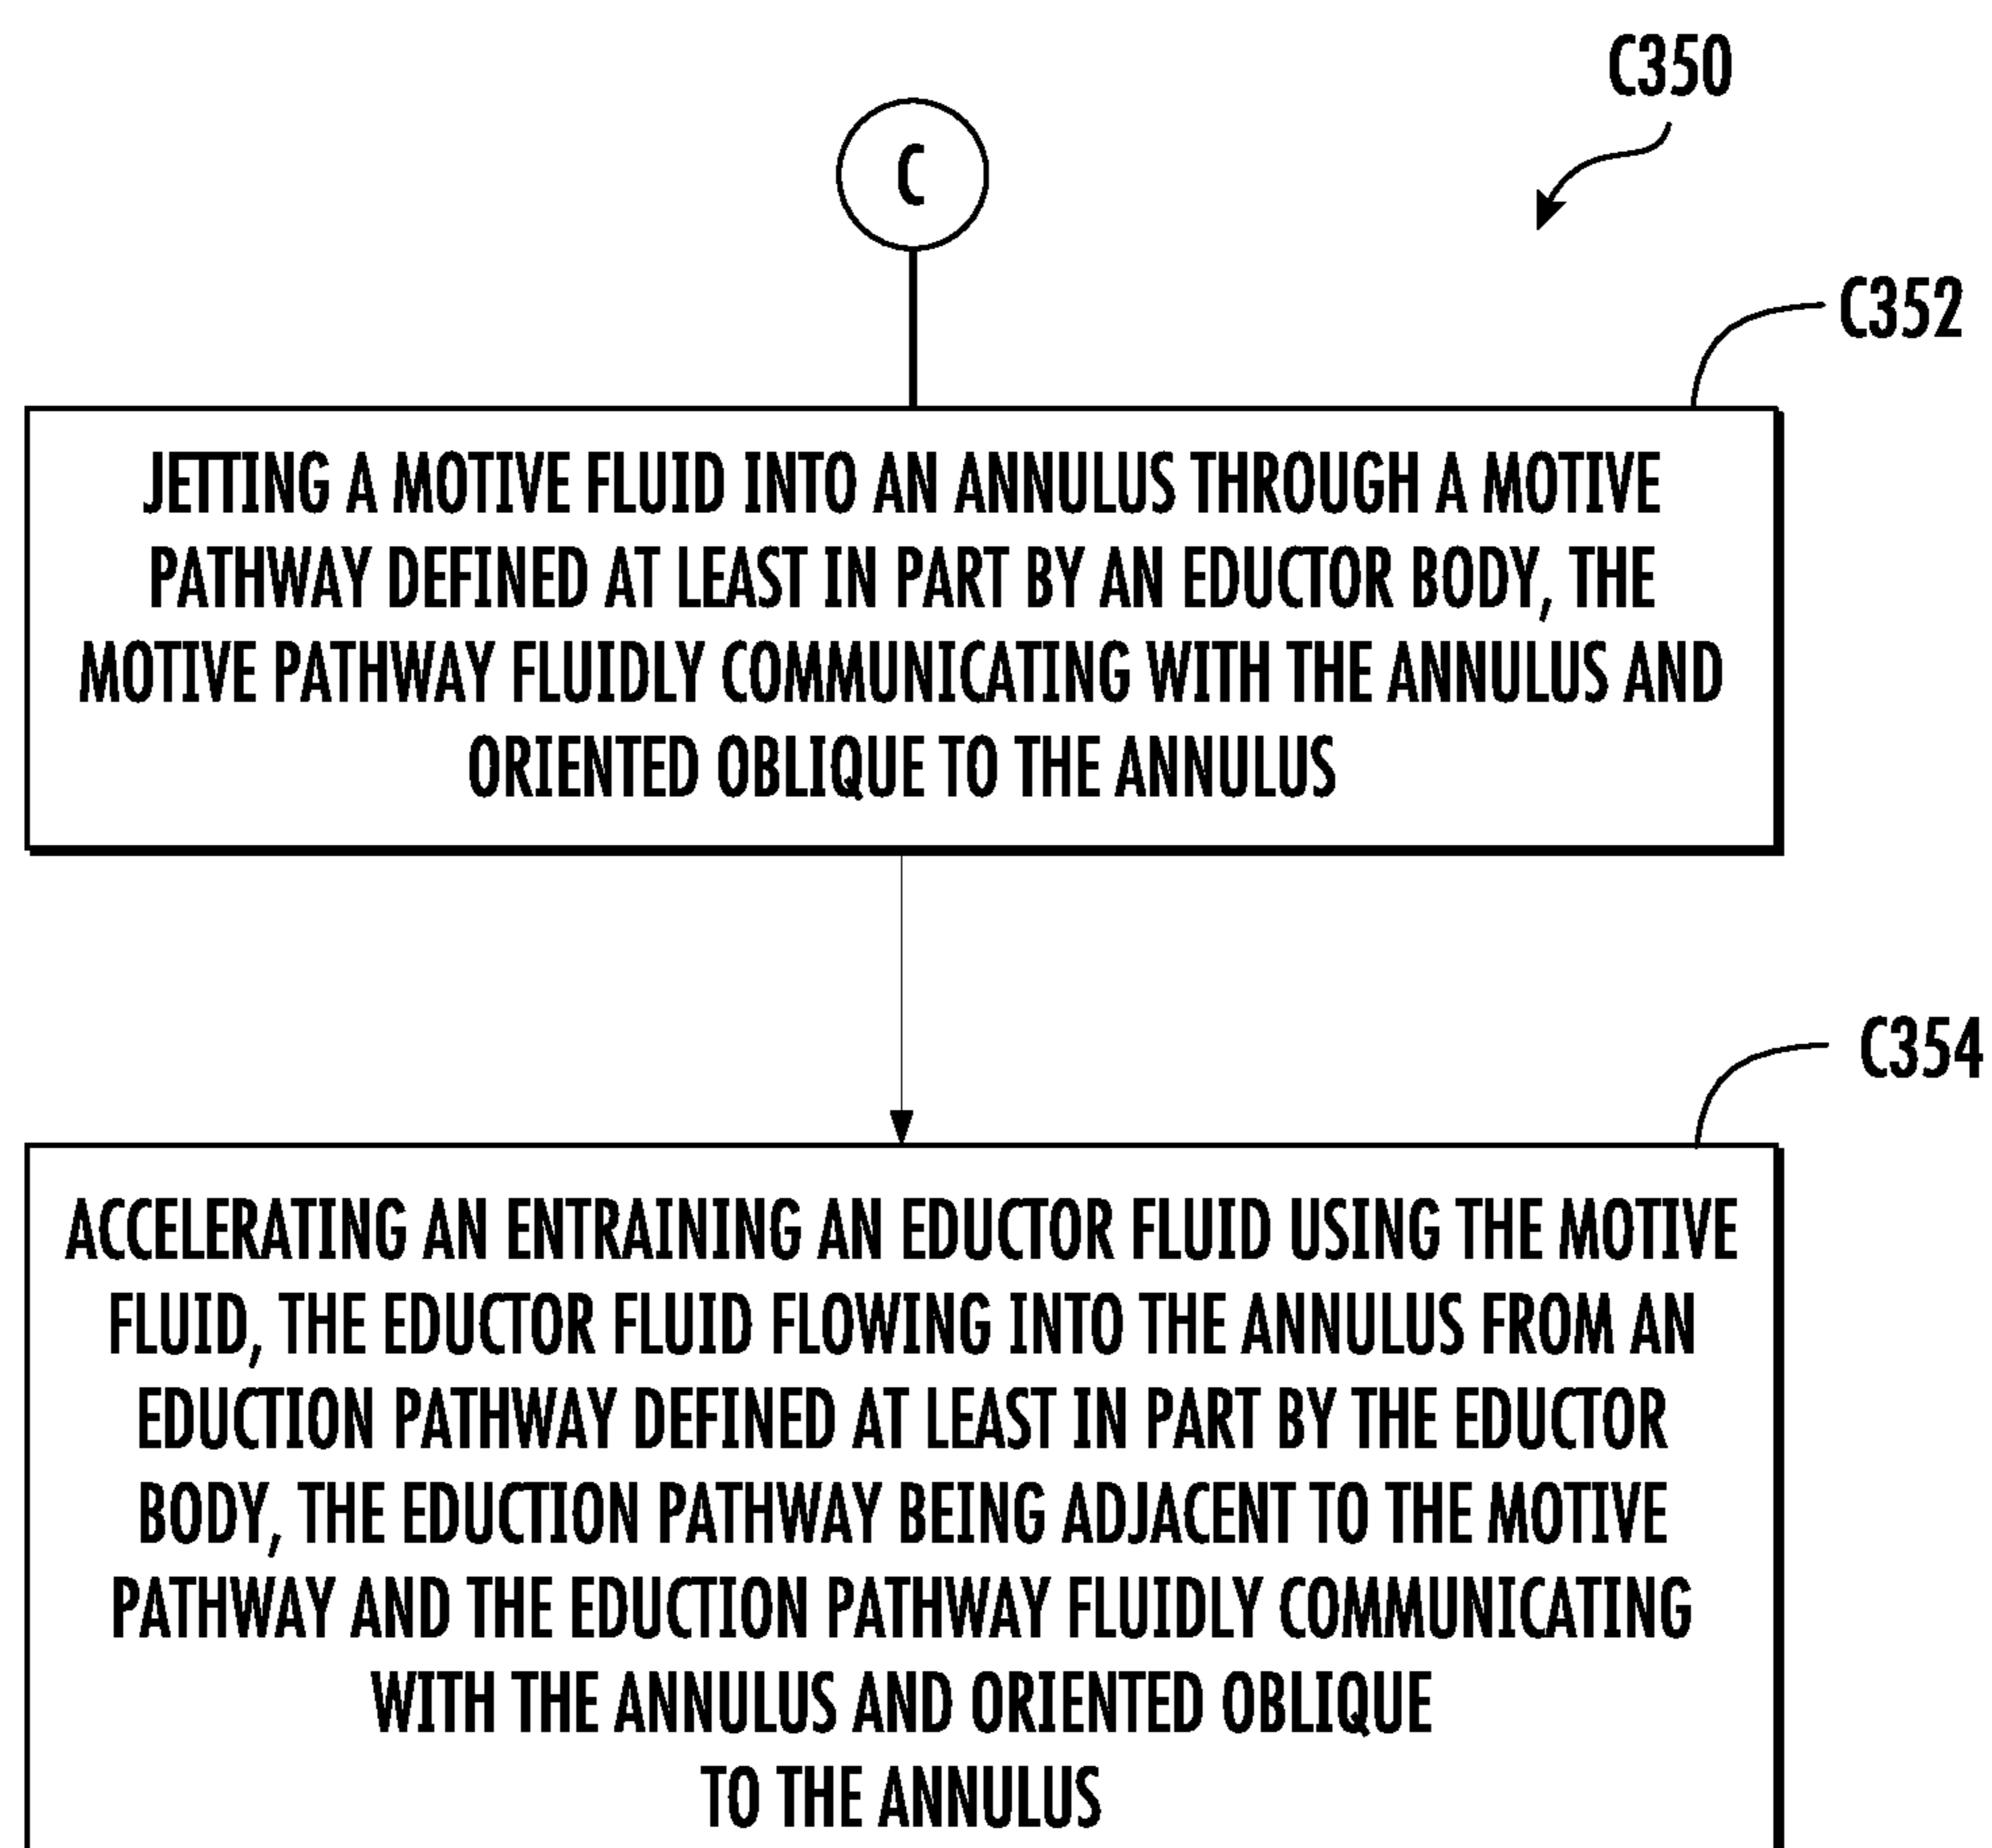 C350
C
C352
JETTING A MOTIVE FLUID INTO AN ANNULUS THROUGH A MOTIVE
PATHWAY DEFINED AT LEAST IN PART BY AN EDUCTOR BODY, THE
MOTIVE PATHWAY FLUIDLY COMMUNICATING WITH THE ANNULUS AND
ORIENTED OBLIQUE TO THE ANNULUS
C354
ACCELERATING AN ENTRAINING AN EDUCTOR FLUID USING THE MOTIVE
FLUID, THE EDUCTOR FLUID FLOWING INTO THE ANNULUS FROM AN
EDUCTION PATHWAY DEFINED AT LEAST IN PART BY THE EDUCTOR
BODY, THE EDUCTION PATHWAY BEING ADJACENT TO THE MOTIVE
PATHWAY AND THE EDUCTION PATHWAY FLUIDLY COMMUNICATING
WITH THE ANNULUS AND ORIENTED OBLIQUE
TO THE ANNULUS